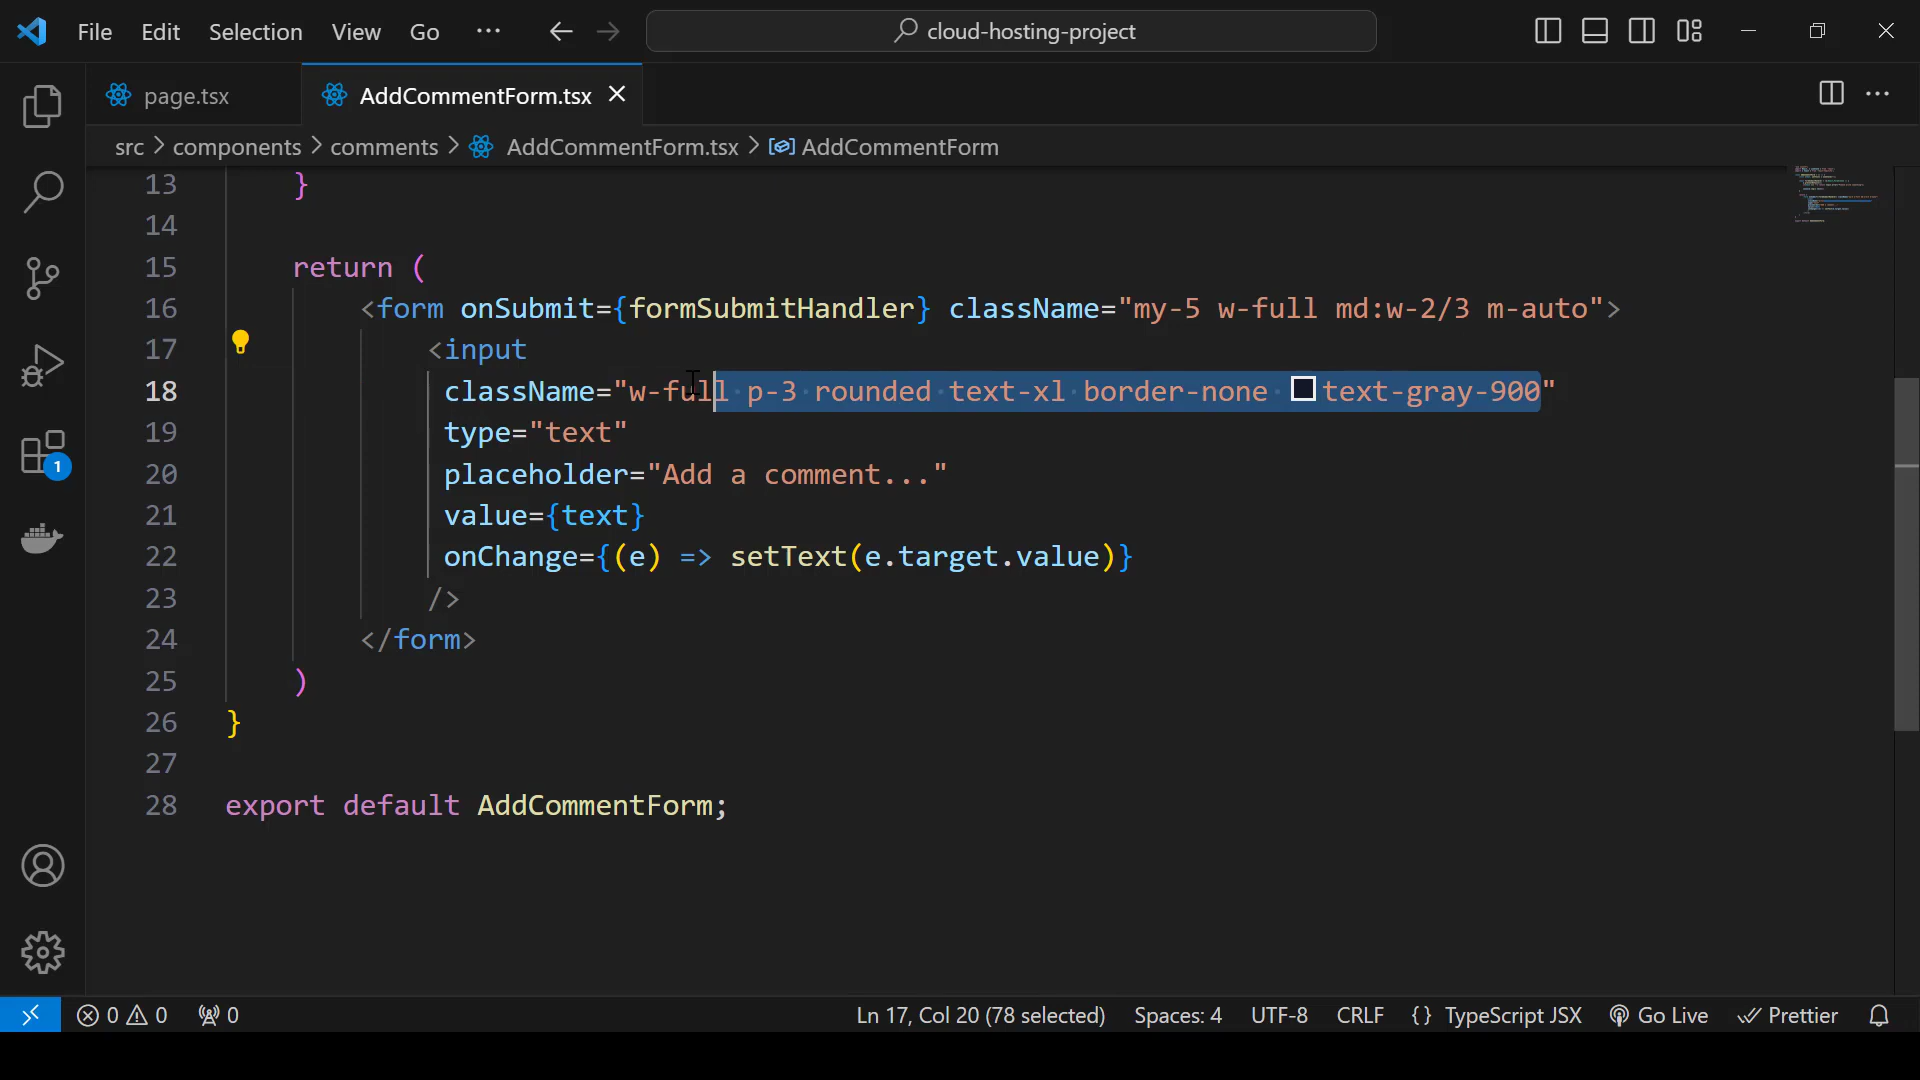 File Edit Selection View Go ··· cloud-hosting-project
page.tsx AddCommentForm.tsx
src > components > comments > AddCommentForm.tsx > AddCommentForm
13 }
14
15 return (
16 <form onSubmit={formSubmitHandler} className="my-5 w-full md:w-2/3 m-auto">
17 <input
18 className="w-full p-3 rounded text-xl border-none text-gray-900"
19 type="text"
20 placeholder="Add a comment..."
21 value={text}
22 onChange={(e) => setText(e.target.value)}
23 />
24 </form>
25 )
26 }
27
28 export default AddCommentForm;
1
0 0 0 Ln 17, Col 20 (78 selected) Spaces: 4 UTF-8 CRLF {} TypeScript JSX Go Live Prettier